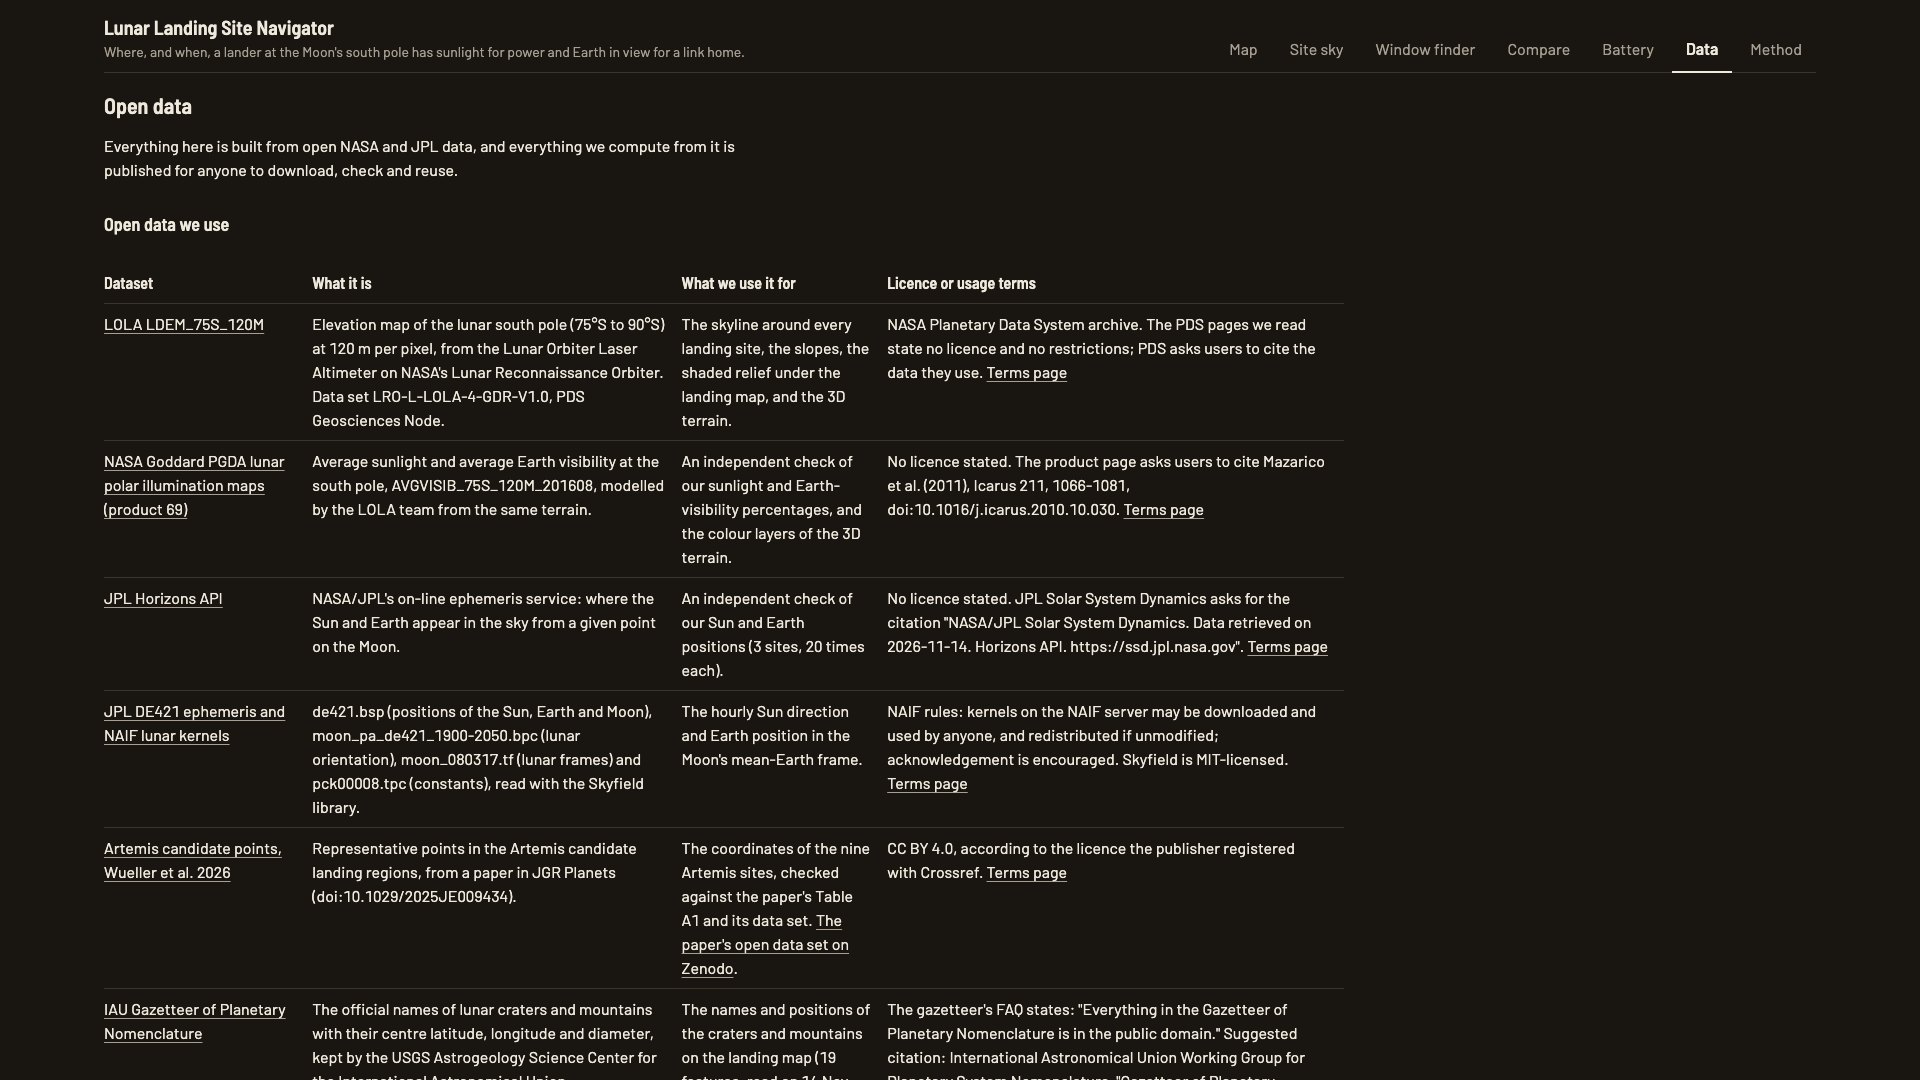 Lunar Landing Site Navigator
Where, and when, a lander at the Moon's south pole has sunlight for power and Earth in view for a link home.
Map Site sky Window finder Compare Battery Data Method
Open data
Everything here is built from open NASA and JPL data, and everything we compute from it is
published for anyone to download, check and reuse.
Open data we use
Dataset What it is What we use it for Licence or usage terms
LOLA LDEM_75S_120M
Elevation map of the lunar south pole (75°S to 90°S)
at 120 m per pixel, from the Lunar Orbiter Laser
Altimeter on NASA's Lunar Reconnaissance Orbiter.
Data set LRO-L-LOLA-4-GDR-V1.0, PDS
Geosciences Node.
The skyline around every
landing site, the slopes, the
shaded relief under the
landing map, and the 3D
terrain.
NASA Planetary Data System archive. The PDS pages we read
state no licence and no restrictions; PDS asks users to cite the
data they use. Terms page
NASA Goddard PGDA lunar
polar illumination maps
(product 69)
Average sunlight and average Earth visibility at the
south pole, AVGVISIB_75S_120M_201608, modelled
by the LOLA team from the same terrain.
An independent check of
our sunlight and Earth-
visibility percentages, and
the colour layers of the 3D
terrain.
No licence stated. The product page asks users to cite Mazarico
et al. (2011), Icarus 211, 1066-1081,
doi:10.1016/j.icarus.2010.10.030. Terms page
JPL Horizons API
NASA/JPL's on-line ephemeris service: where the
Sun and Earth appear in the sky from a given point
on the Moon.
An independent check of
our Sun and Earth
positions (3 sites, 20 times
each).
No licence stated. JPL Solar System Dynamics asks for the
citation "NASA/JPL Solar System Dynamics. Data retrieved on
2026-11-14. Horizons API. https://ssd.jpl.nasa.gov". Terms page
JPL DE421 ephemeris and
NAIF lunar kernels
de421.bsp (positions of the Sun, Earth and Moon),
moon_pa_de421_1900-2050.bpc (lunar
orientation), moon_080317.tf (lunar frames) and
pck00008.tpc (constants), read with the Skyfield
library.
The hourly Sun direction
and Earth position in the
Moon's mean-Earth frame.
NAIF rules: kernels on the NAIF server may be downloaded and
used by anyone, and redistributed if unmodified;
acknowledgement is encouraged. Skyfield is MIT-licensed.
Terms page
Artemis candidate points,
Wueller et al. 2026
Representative points in the Artemis candidate
landing regions, from a paper in JGR Planets
(doi:10.1029/2025JE009434).
The coordinates of the nine
Artemis sites, checked
against the paper's Table
A1 and its data set. The
paper's open data set on
Zenodo.
CC BY 4.0, according to the licence the publisher registered
with Crossref. Terms page
IAU Gazetteer of Planetary
Nomenclature
The official names of lunar craters and mountains
with their centre latitude, longitude and diameter,
kept by the USGS Astrogeology Science Center for
the International Astronomical Union
The names and positions of
the craters and mountains
on the landing map (19
features, read on 14 Nov
The gazetteer's FAQ states: "Everything in the Gazetteer of
Planetary Nomenclature is in the public domain." Suggested
citation: International Astronomical Union Working Group for
Planetary System Nomenclature, "Gazetteer of Planetary